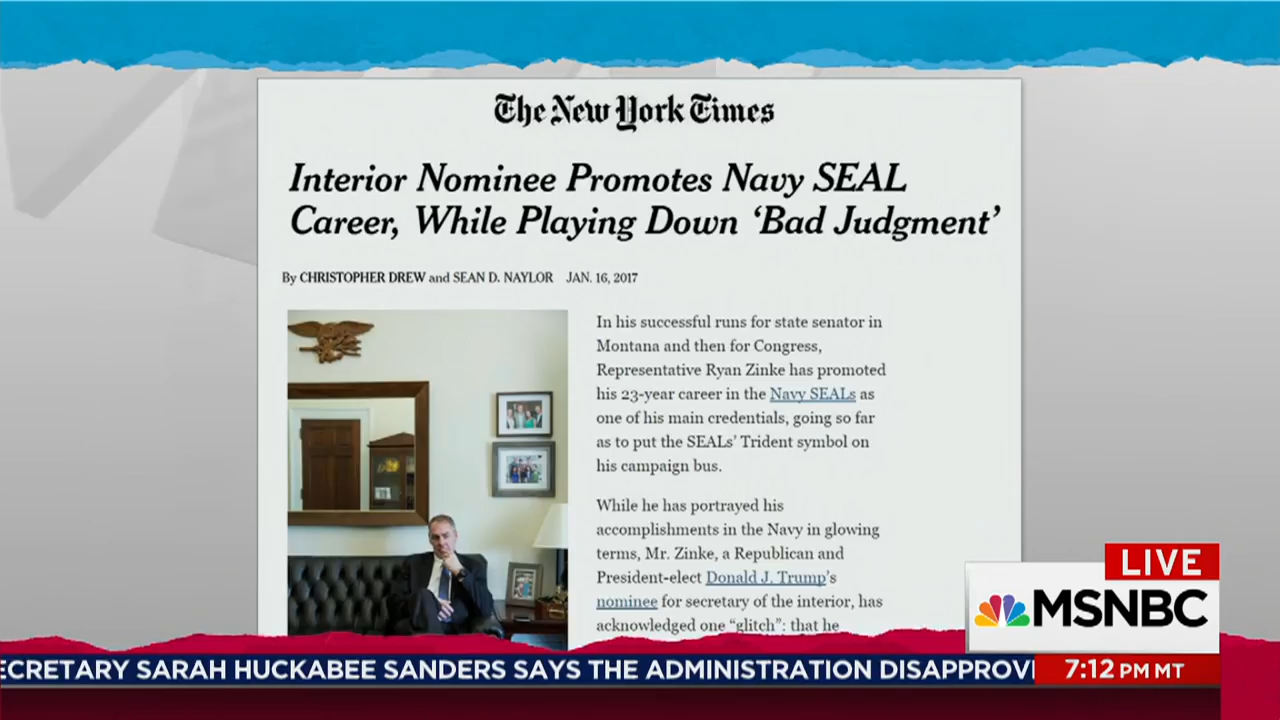 The New York Times
Interior Nominee Promotes Navy SEAL
Career, While Playing Down ‘Bad Judgment’
By CHRISTOPHER DREW and SEAN D. NAYLOR JAN. 16, 2017
In his successful runs for state senator in
Montana and then for Congress,
Representative Ryan Zinke has promoted
his 23-year career in the Navy SEALs as
one of his main credentials, going so far
as to put the SEALs’ Trident symbol on
his campaign bus.
While he has portrayed his
accomplishments in the Navy in glowing
terms, Mr. Zinke, a Republican and
President-elect Donald J. Trump’s
nominee for secretary of the interior, has
acknowledged one “glitch”: that he
LIVE
MSNBC
ECRETARY SARAH HUCKABEE SANDERS SAYS THE ADMINISTRATION DISAPPROV
7:12 PM MT